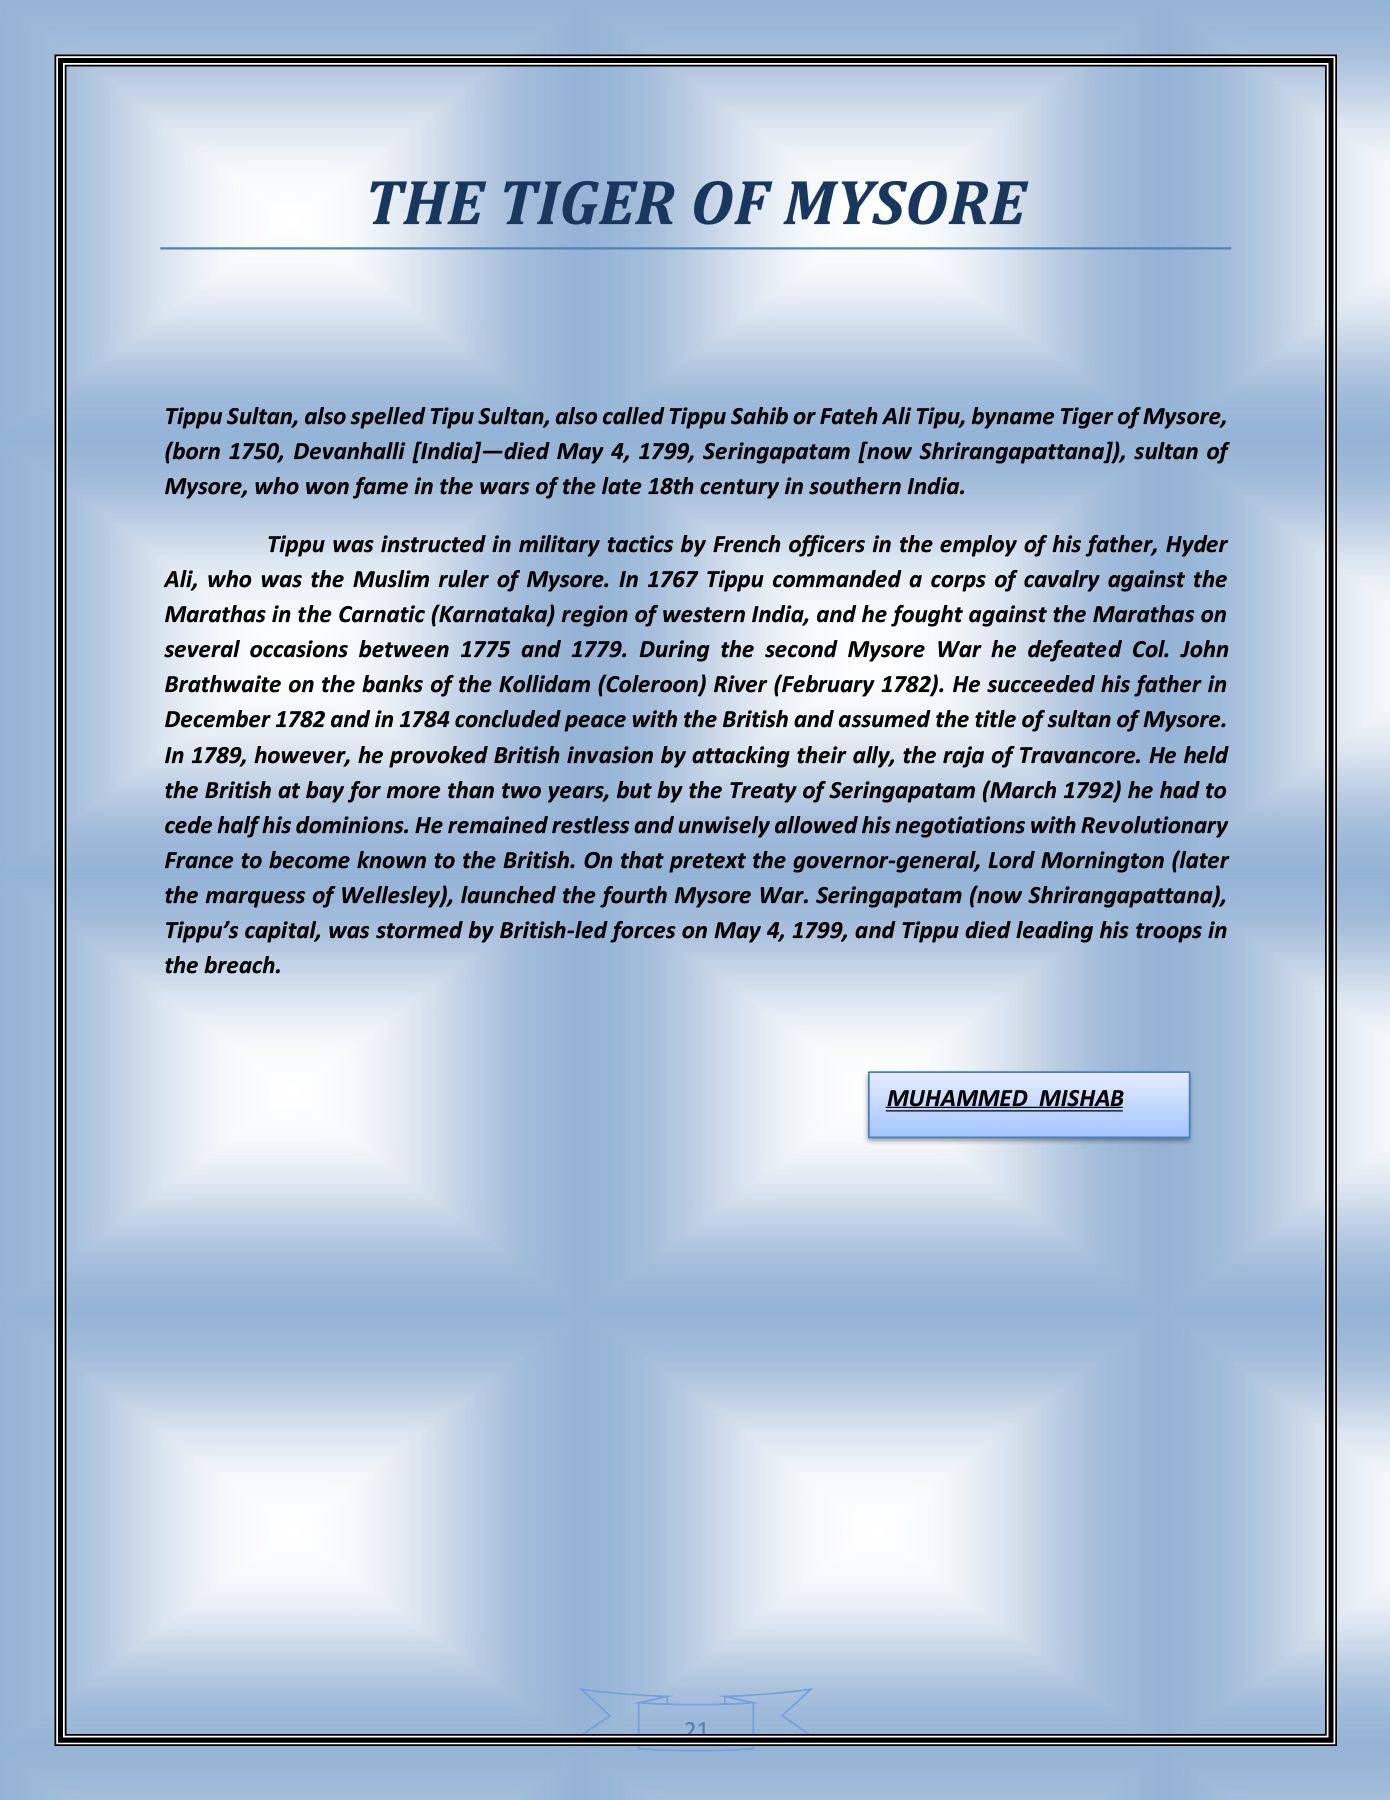 THE TIGER OF MYSORE
Tippu Sultan, also spelled Tipu Sultan, also called Tippu Sahib or Fateh Ali Tipu, byname Tiger of Mysore,
(born 1750, Devanhalli [India]—died May 4, 1799, Seringapatam [now Shrirangapattana]), sultan of
Mysore, who won fame in the wars of the late 18th century in southern India.
Tippu was instructed in military tactics by French officers in the employ of his father, Hyder
Ali, who was the Muslim ruler of Mysore. In 1767 Tippu commanded a corps of cavalry against the
Marathas in the Carnatic (Karnataka) region of western India, and he fought against the Marathas on
several occasions between 1775 and 1779. During the second Mysore War he defeated Col. John
Brathwaite on the banks of the Kollidam (Coleroon) River (February 1782). He succeeded his father in
December 1782 and in 1784 concluded peace with the British and assumed the title of sultan of Mysore.
In 1789, however, he provoked British invasion by attacking their ally, the raja of Travancore. He held
the British at bay for more than two years, but by the Treaty of Seringapatam (March 1792) he had to
cede half his dominions. He remained restless and unwisely allowed his negotiations with Revolutionary
France to become known to the British. On that pretext the governor-general, Lord Mornington (later
the marquess of Wellesley), launched the fourth Mysore War. Seringapatam (now Shrirangapattana),
Tippu’s capital, was stormed by British-led forces on May 4, 1799, and Tippu died leading his troops in
the breach.
MUHAMMED MISHAB
21